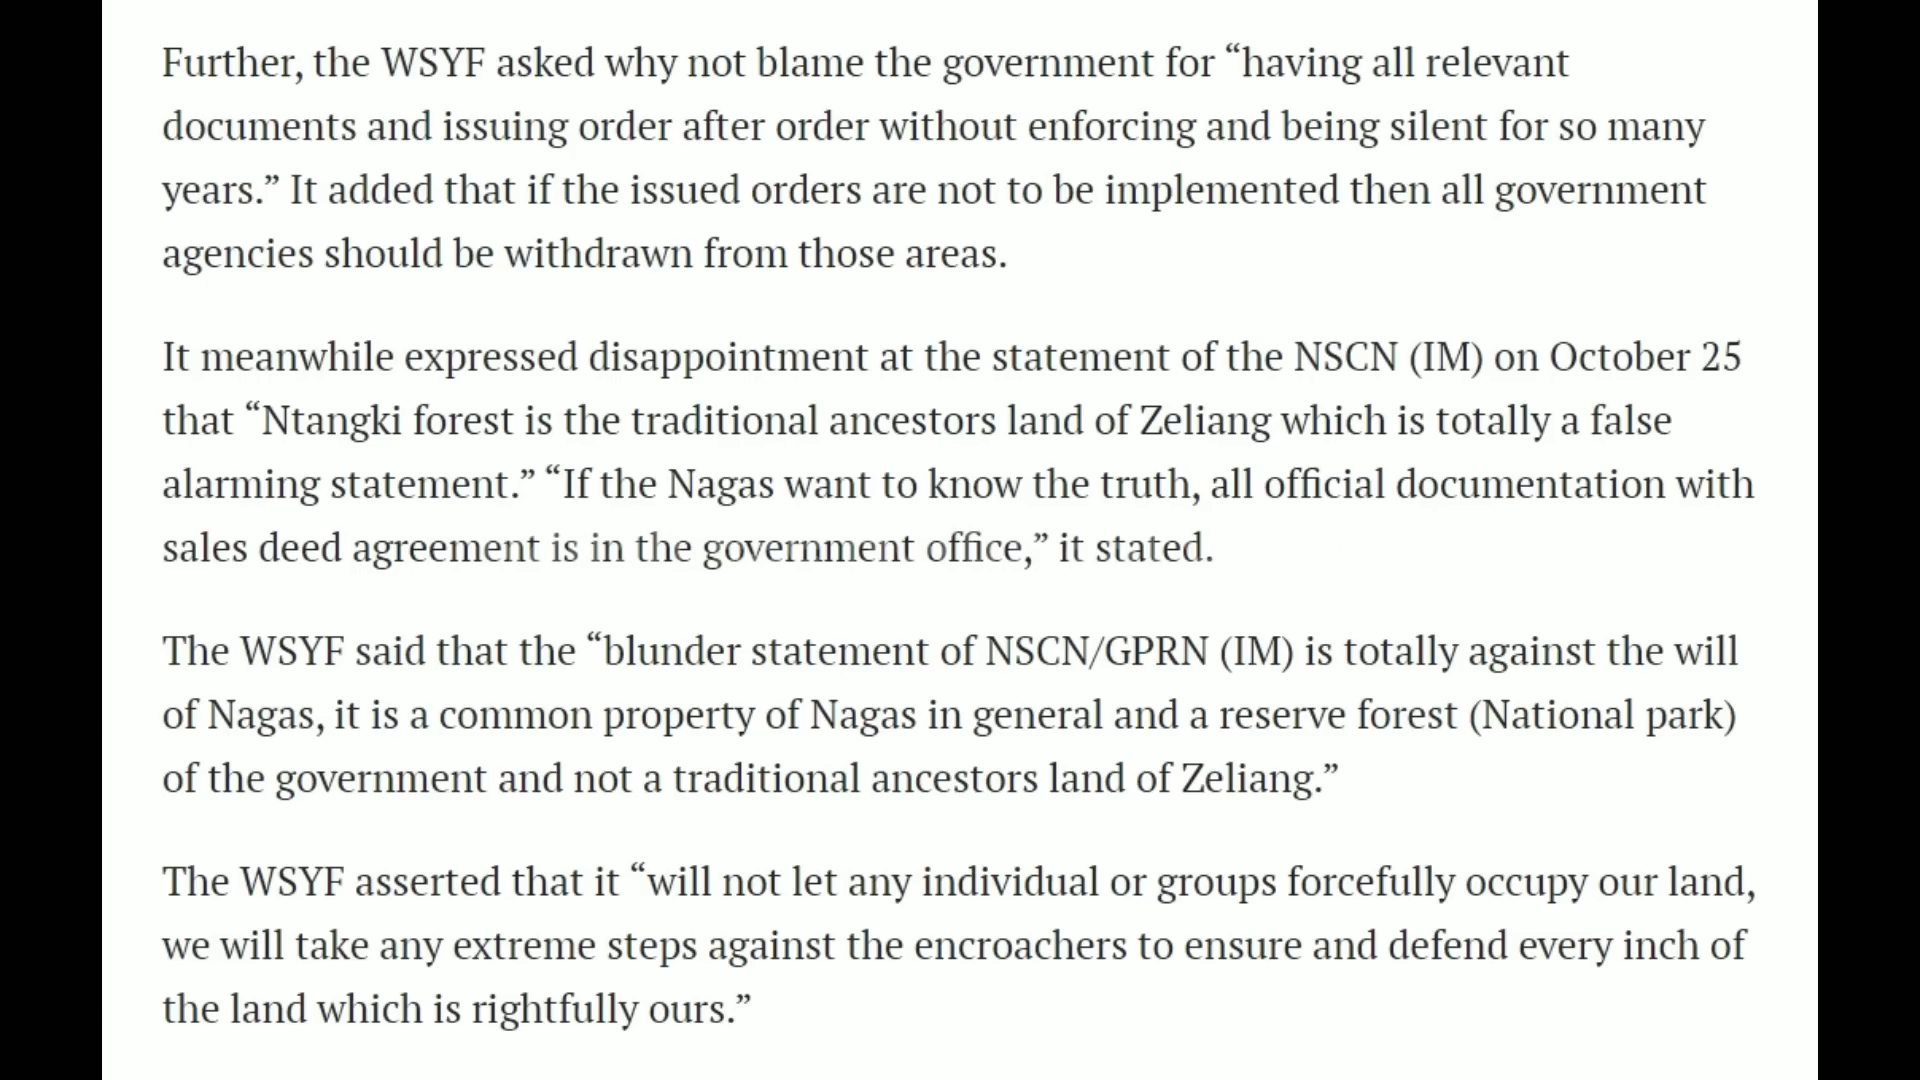 Further, the WSYF asked why not blame the government for “having all relevant
documents and issuing order after order without enforcing and being silent for so many
years.” It added that if the issued orders are not to be implemented then all government
agencies should be withdrawn from those areas.
It meanwhile expressed disappointment at the statement of the NSCN (IM) on October 25
that “Ntangki forest is the traditional ancestors land of Zeliang which is totally a false
alarming statement.” “If the Nagas want to know the truth, all official documentation with
sales deed agreement is in the government office,” it stated.
The WSYF said that the “blunder statement of NSCN/GPRN (IM) is totally against the will
of Nagas, it is a common property of Nagas in general and a reserve forest (National park)
of the government and not a traditional ancestors land of Zeliang.”
The WSYF asserted that it “will not let any individual or groups forcefully occupy our land,
we will take any extreme steps against the encroachers to ensure and defend every inch of
the land which is rightfully ours.”